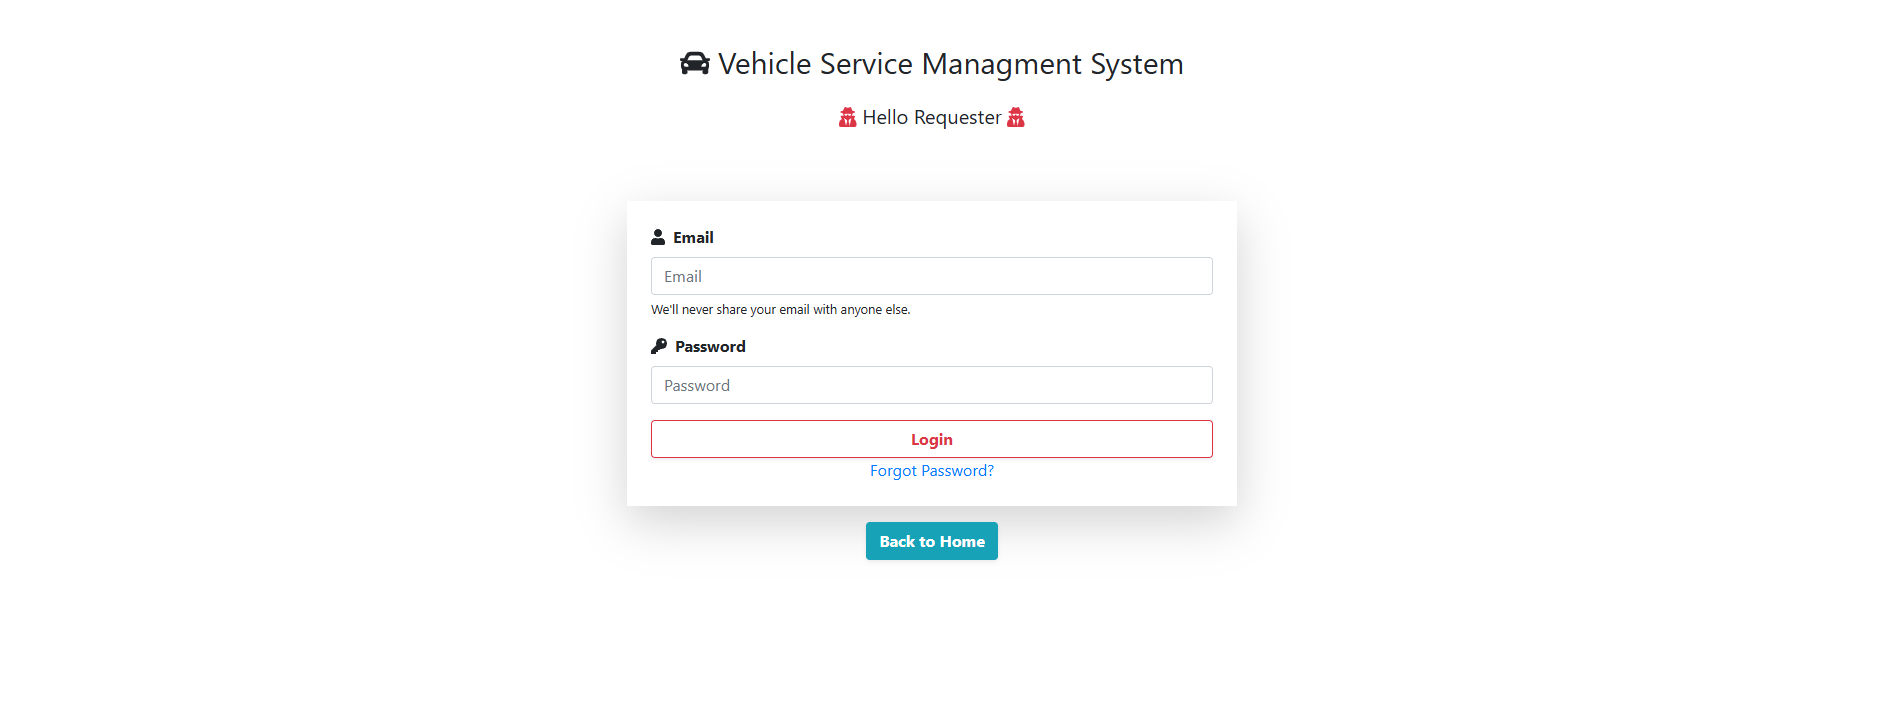 Vehicle Service Managment System
Hello Requester
Email
Email
We'll never share your email with anyone else.
Password
Password
Login
Forgot Password?
Back to Home